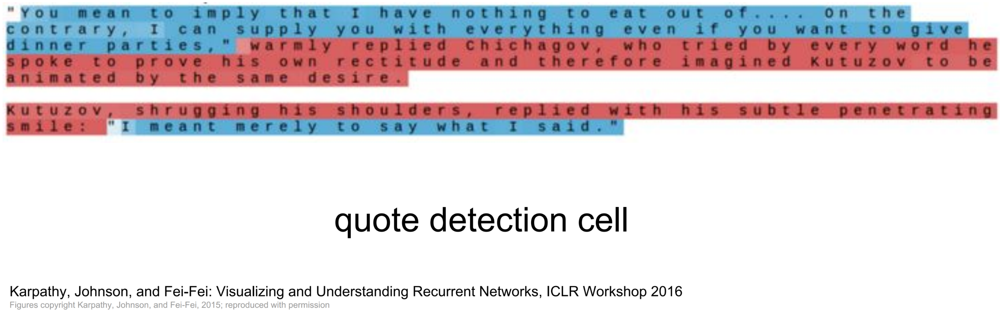 "You mean to imply that I have nothing to eat out of.... On the
contrary, I can supply you with everything even if you want to give
dinner parties," warmly replied Chichagov, who tried by every word he
spoke to prove his own rectitude and therefore imagined Kutuzov to be
animated by the same desire.
Kutuzov, shrugging his shoulders, replied with his subtle penetrating
smile: "I meant merely to say what I said."
quote detection cell
Karpathy, Johnson, and Fei-Fei: Visualizing and Understanding Recurrent Networks, ICLR Workshop 2016
Figures copyright Karpathy, Johnson, and Fei-Fei, 2015; reproduced with permission